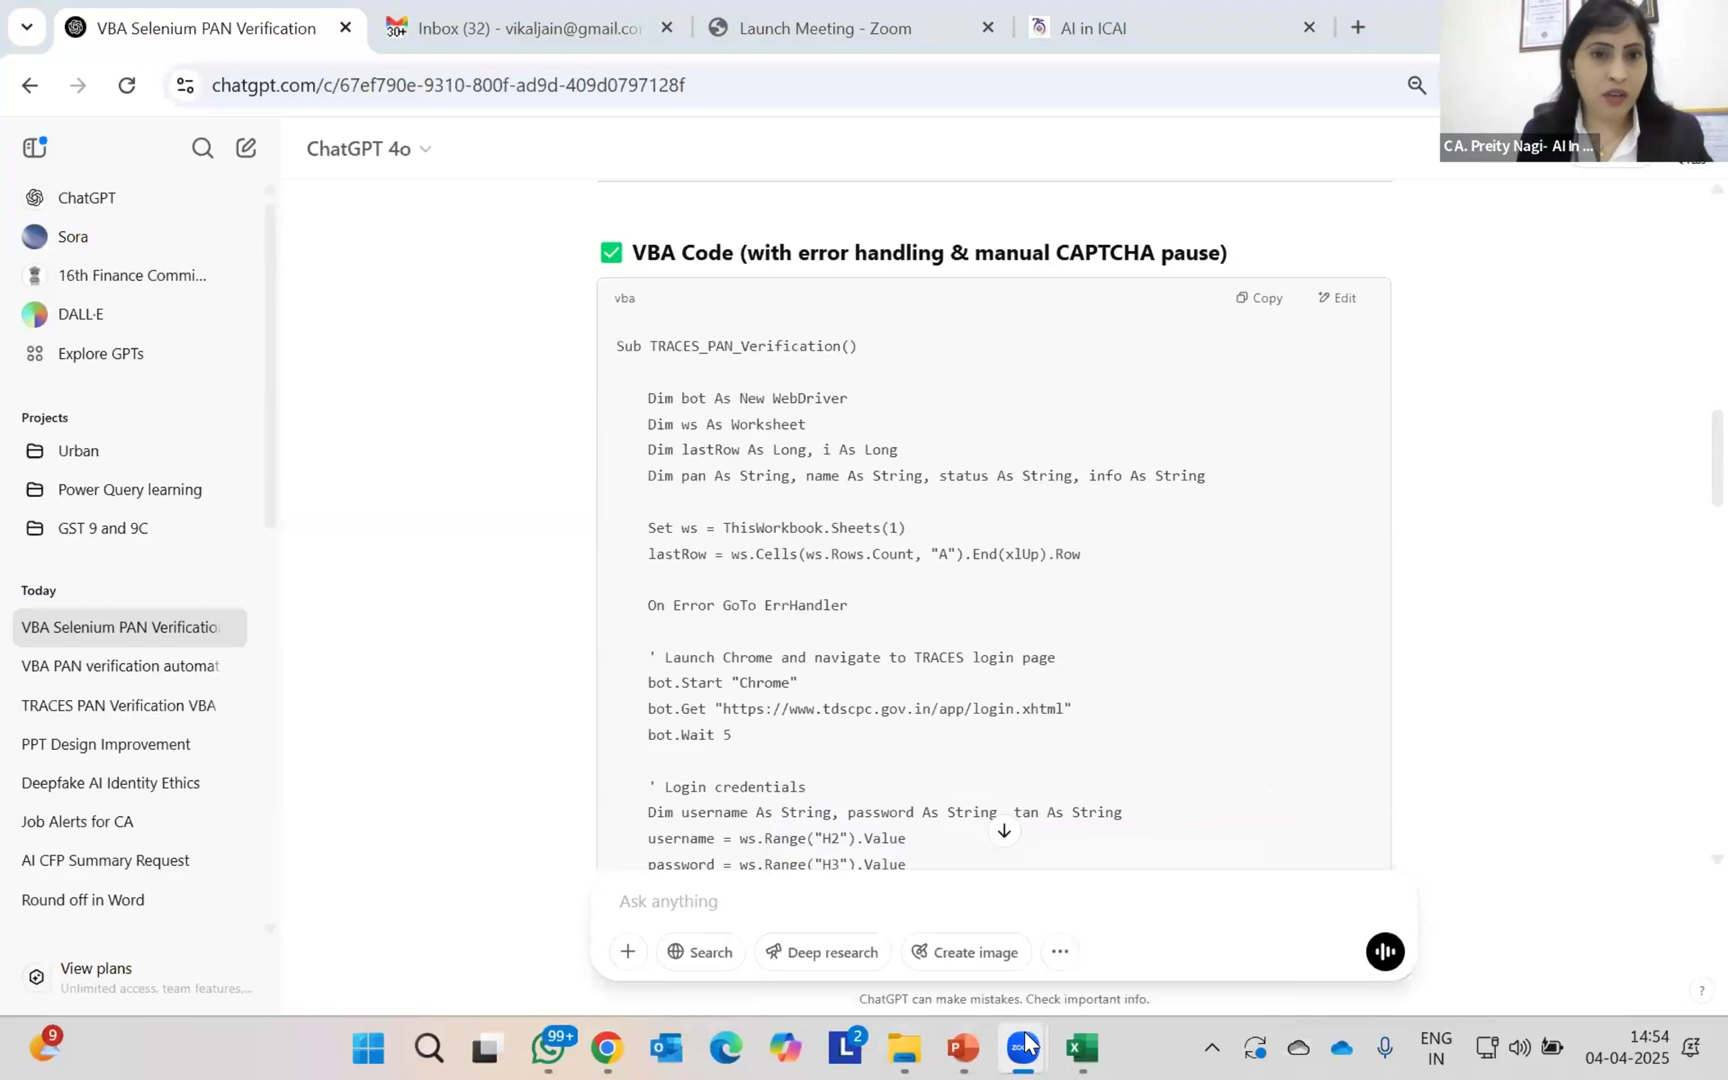 VBA Selenium PAN Verification
30+
Inbox (32) - vikaljain@gmail.co
Launch Meeting - Zoom
75
AI in ICAI
chatgpt.com/c/67ef790e-9310-800f-ad9d-409d0797128f
CA. Preity Nagi- AI In ...
ChatGPT 4o
ChatGPT
Sora
16th Finance Commi...
DALL·E
Explore GPTs
Projects
Urban
Power Query learning
GST 9 and 9C
Today
VBA Selenium PAN Verificatio
VBA PAN verification automat
TRACES PAN Verification VBA
PPT Design Improvement
Deepfake AI Identity Ethics
Job Alerts for CA
AI CFP Summary Request
Round off in Word
View plans
Unlimited access, team features,...
VBA Code (with error handling & manual CAPTCHA pause)
vba
Copy
Edit
Sub TRACES_PAN_Verification()
Dim bot As New WebDriver
Dim ws As Worksheet
Dim lastRow As Long, i As Long
Dim pan As String, name As String, status As String, info As String
Set ws = ThisWorkbook.Sheets(1)
lastRow = ws.Cells(ws.Rows.Count, "A").End(xlUp).Row
On Error GoTo ErrHandler
' Launch Chrome and navigate to TRACES login page
bot.Start "Chrome"
bot.Get "https://www.tdscpc.gov.in/app/login.xhtml"
bot.Wait 5
' Login credentials
Dim username As String, password As String, tan As String
username = ws.Range("H2").Value
password = ws.Range("H3").Value
Ask anything
Search
Deep research
Create image
ChatGPT can make mistakes. Check important info.
?
9
99+
L
2
P
X
ENG
IN
14:54
04-04-2025